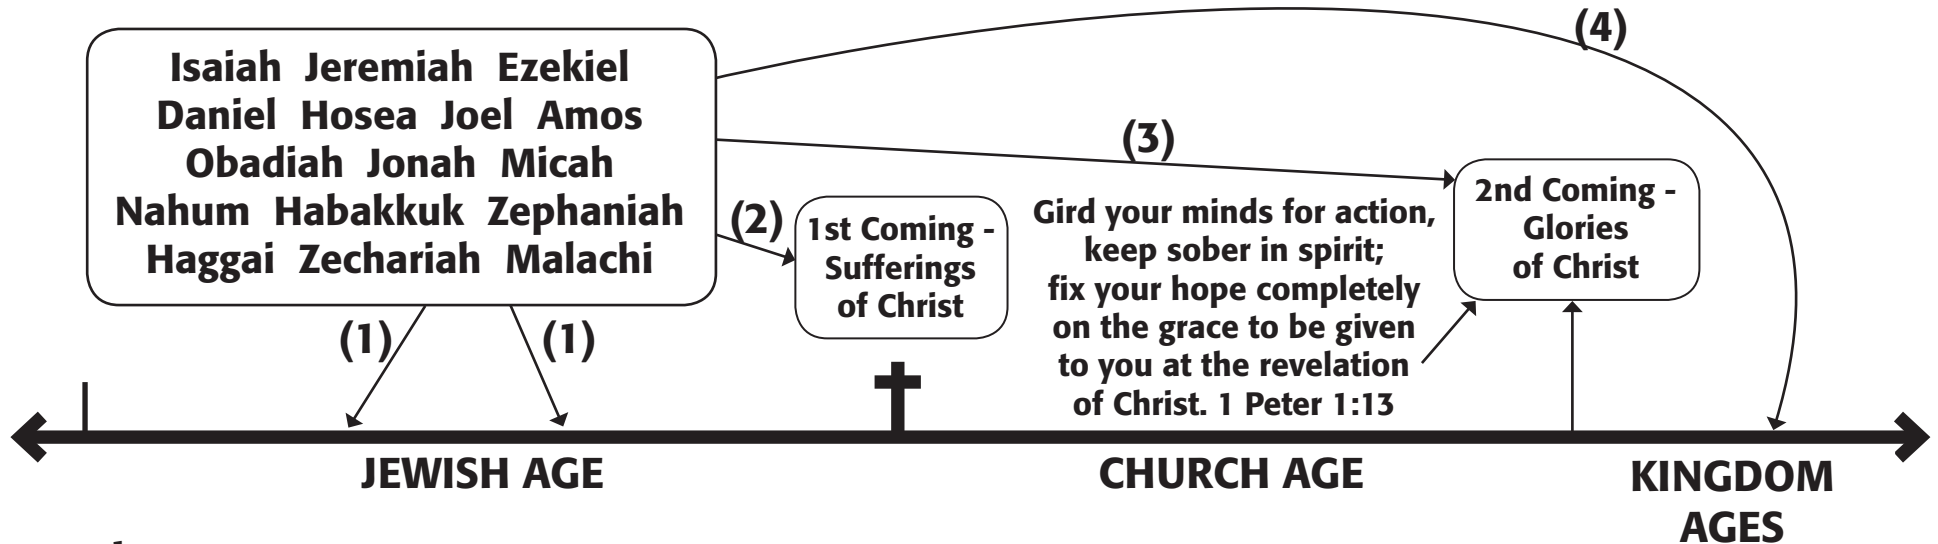 (4)
Isaiah Jeremiah Ezekiel
Daniel Hosea Joel Amos
Obadiah Jonah Micah
Nahum Habakkuk Zephaniah
Haggai Zechariah Malachi
(3)
(2)
1st Coming -
Sufferings
of Christ
Gird your minds for action,
keep sober in spirit;
fix your hope completely
on the grace to be given
to you at the revelation
of Christ. 1 Peter 1:13
2nd Coming -
Glories
of Christ
(1)
(1)
JEWISH AGE
CHURCH AGE
KINGDOM
AGES